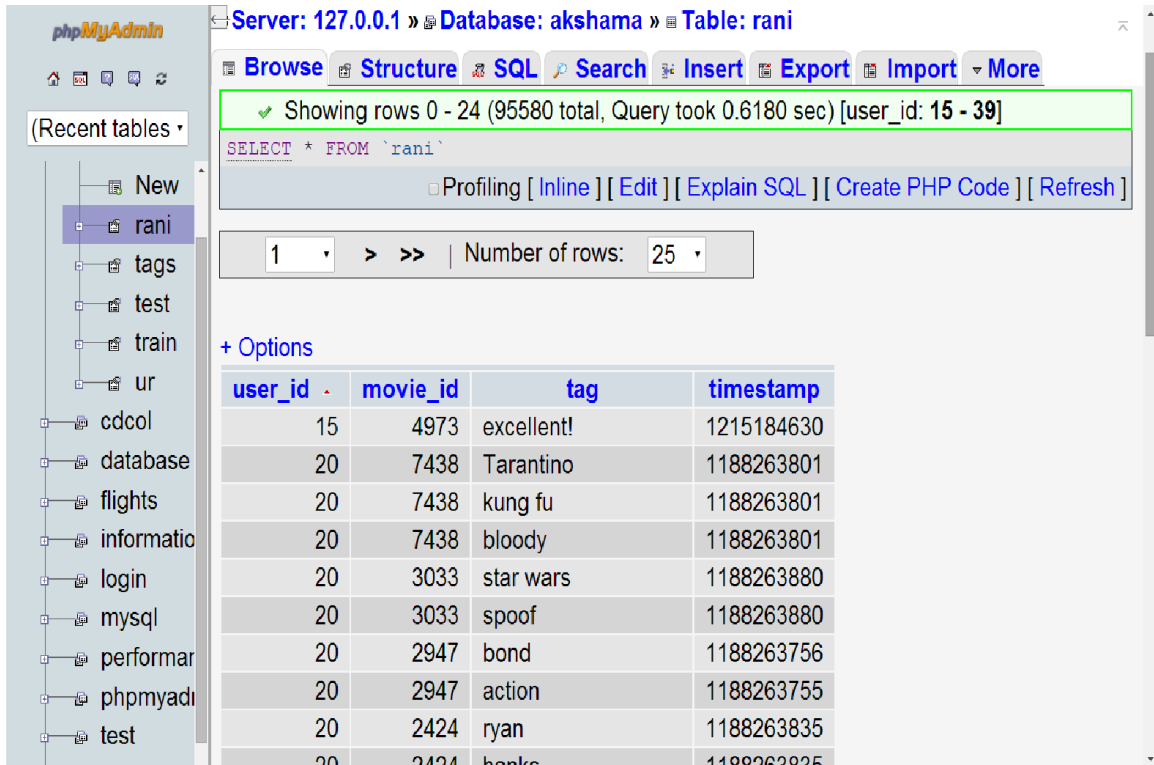 phpMyAdmin
(Recent tables
New
rani
tags
test
train
ur
cdcol
database
flights
informatio
login
mysql
performar
phpmyadi
test
Server: 127.0.0.1 » Database: akshama » Table: rani
Browse Structure SQL Search Insert Export Import More
Showing rows 0 - 24 (95580 total, Query took 0.6180 sec) [user_id: 15 - 39]
SELECT * FROM `rani`
Profiling [ Inline ] [ Edit ] [ Explain SQL ] [ Create PHP Code ] [ Refresh ]
1 > >> | Number of rows: 25
+ Options
user_id movie_id tag timestamp
15 4973 excellent! 1215184630
20 7438 Tarantino 1188263801
20 7438 kung fu 1188263801
20 7438 bloody 1188263801
20 3033 star wars 1188263880
20 3033 spoof 1188263880
20 2947 bond 1188263756
20 2947 action 1188263755
20 2424 ryan 1188263835
20 2424 hanks 1188263835